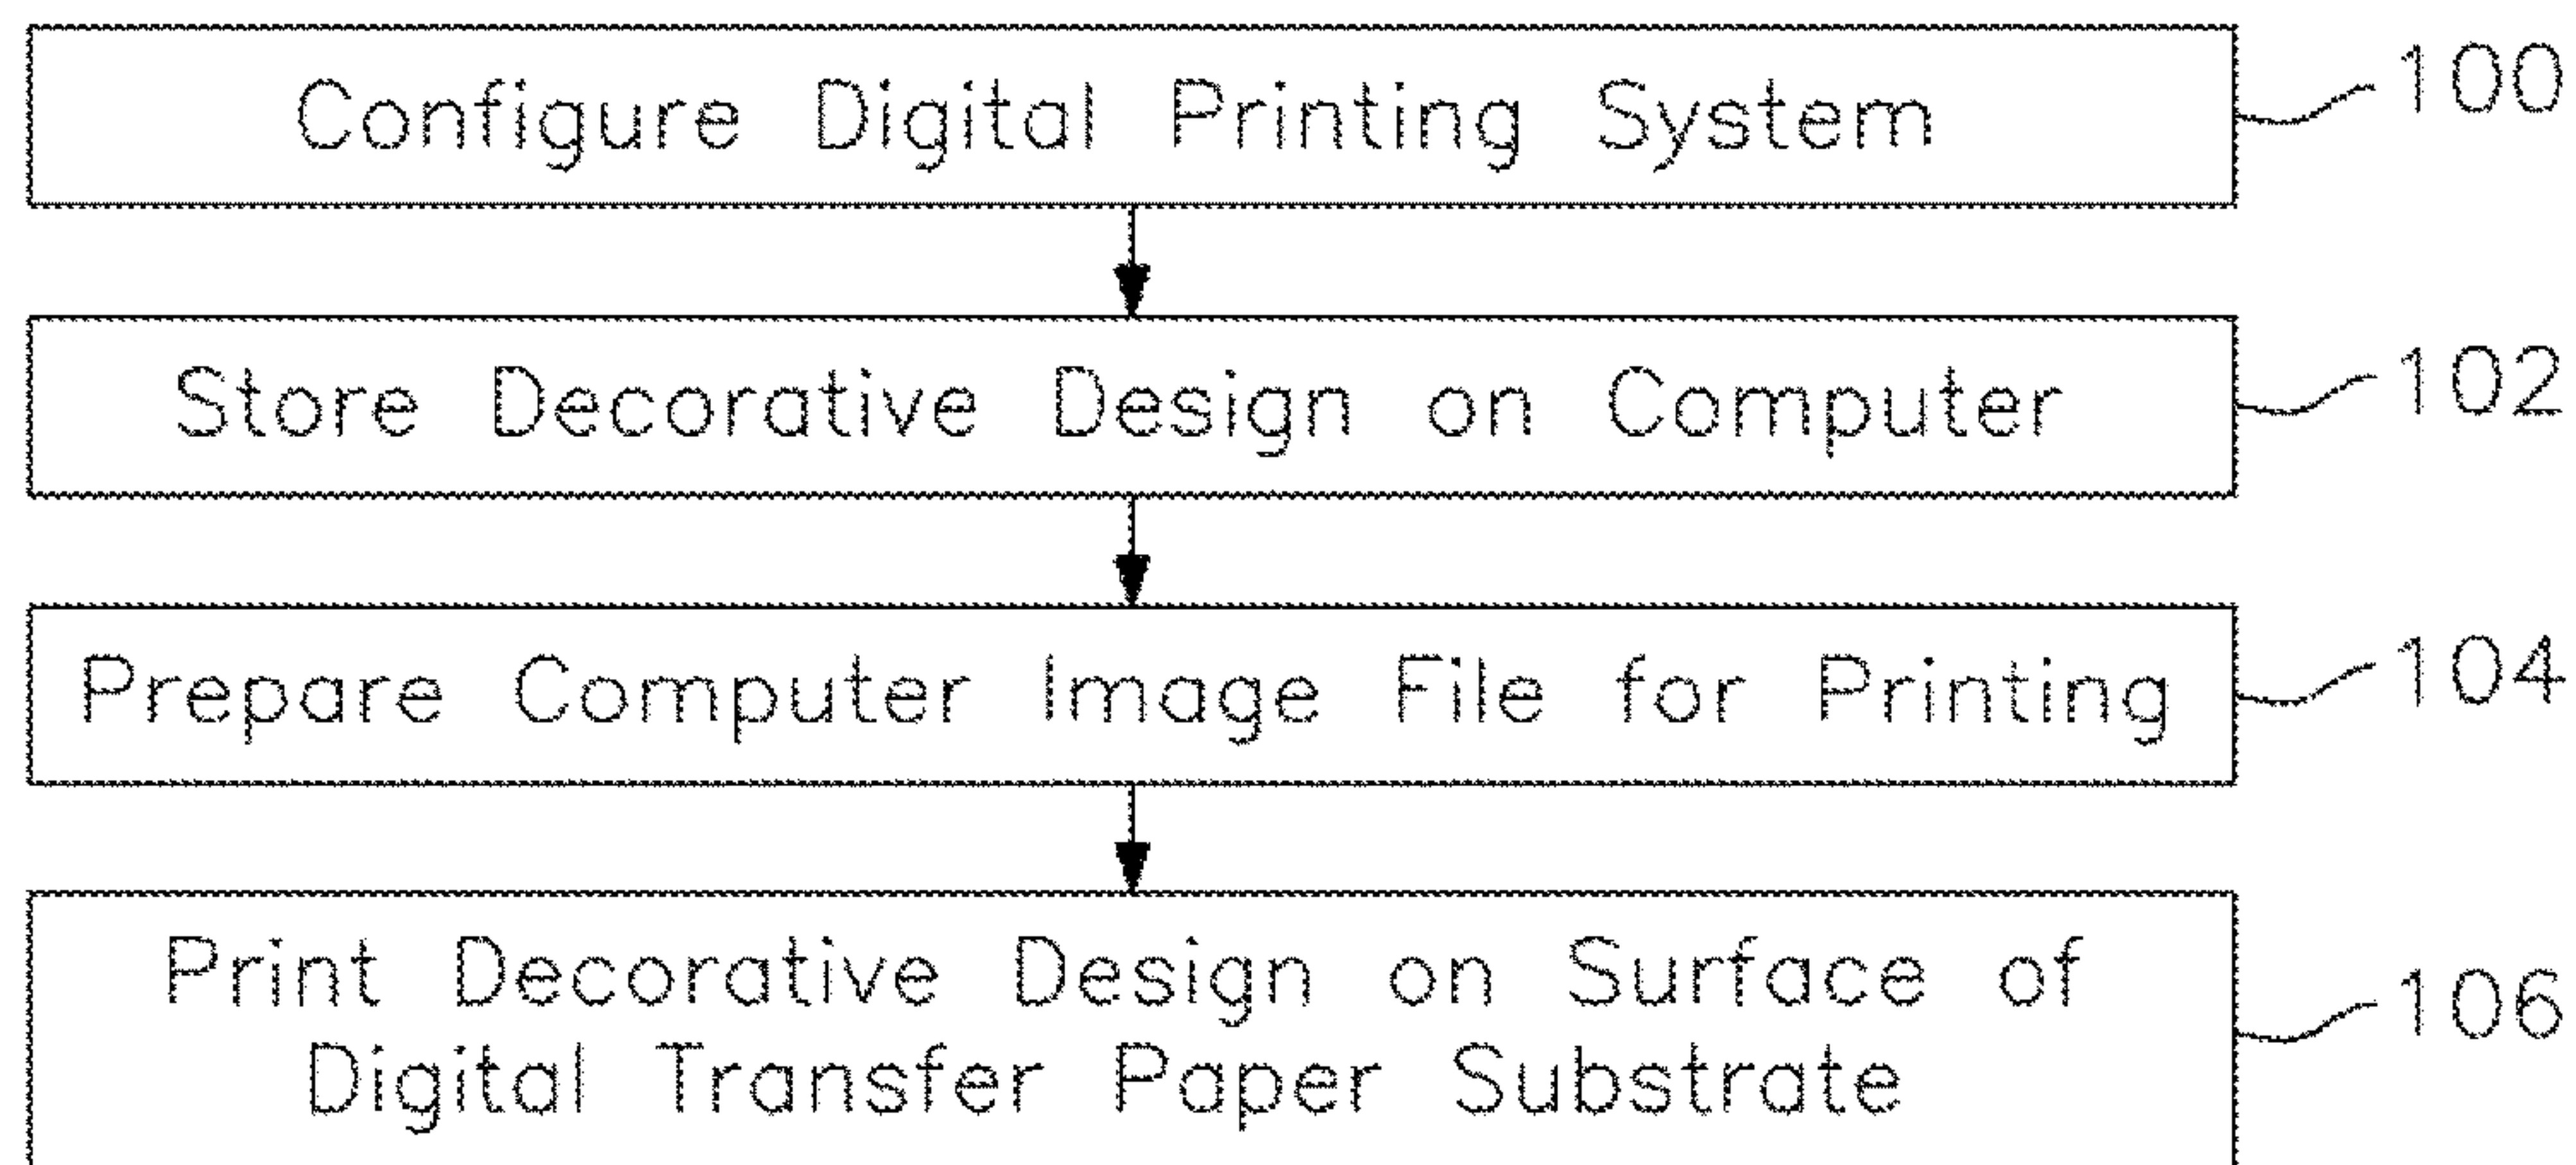 Configure Digital Printing System
100
Store Decorative Design on Computer
102
Prepare Computer Image File for Printing
104
Print Decorative Design on Surface of
Digital Transfer Paper Substrate
106